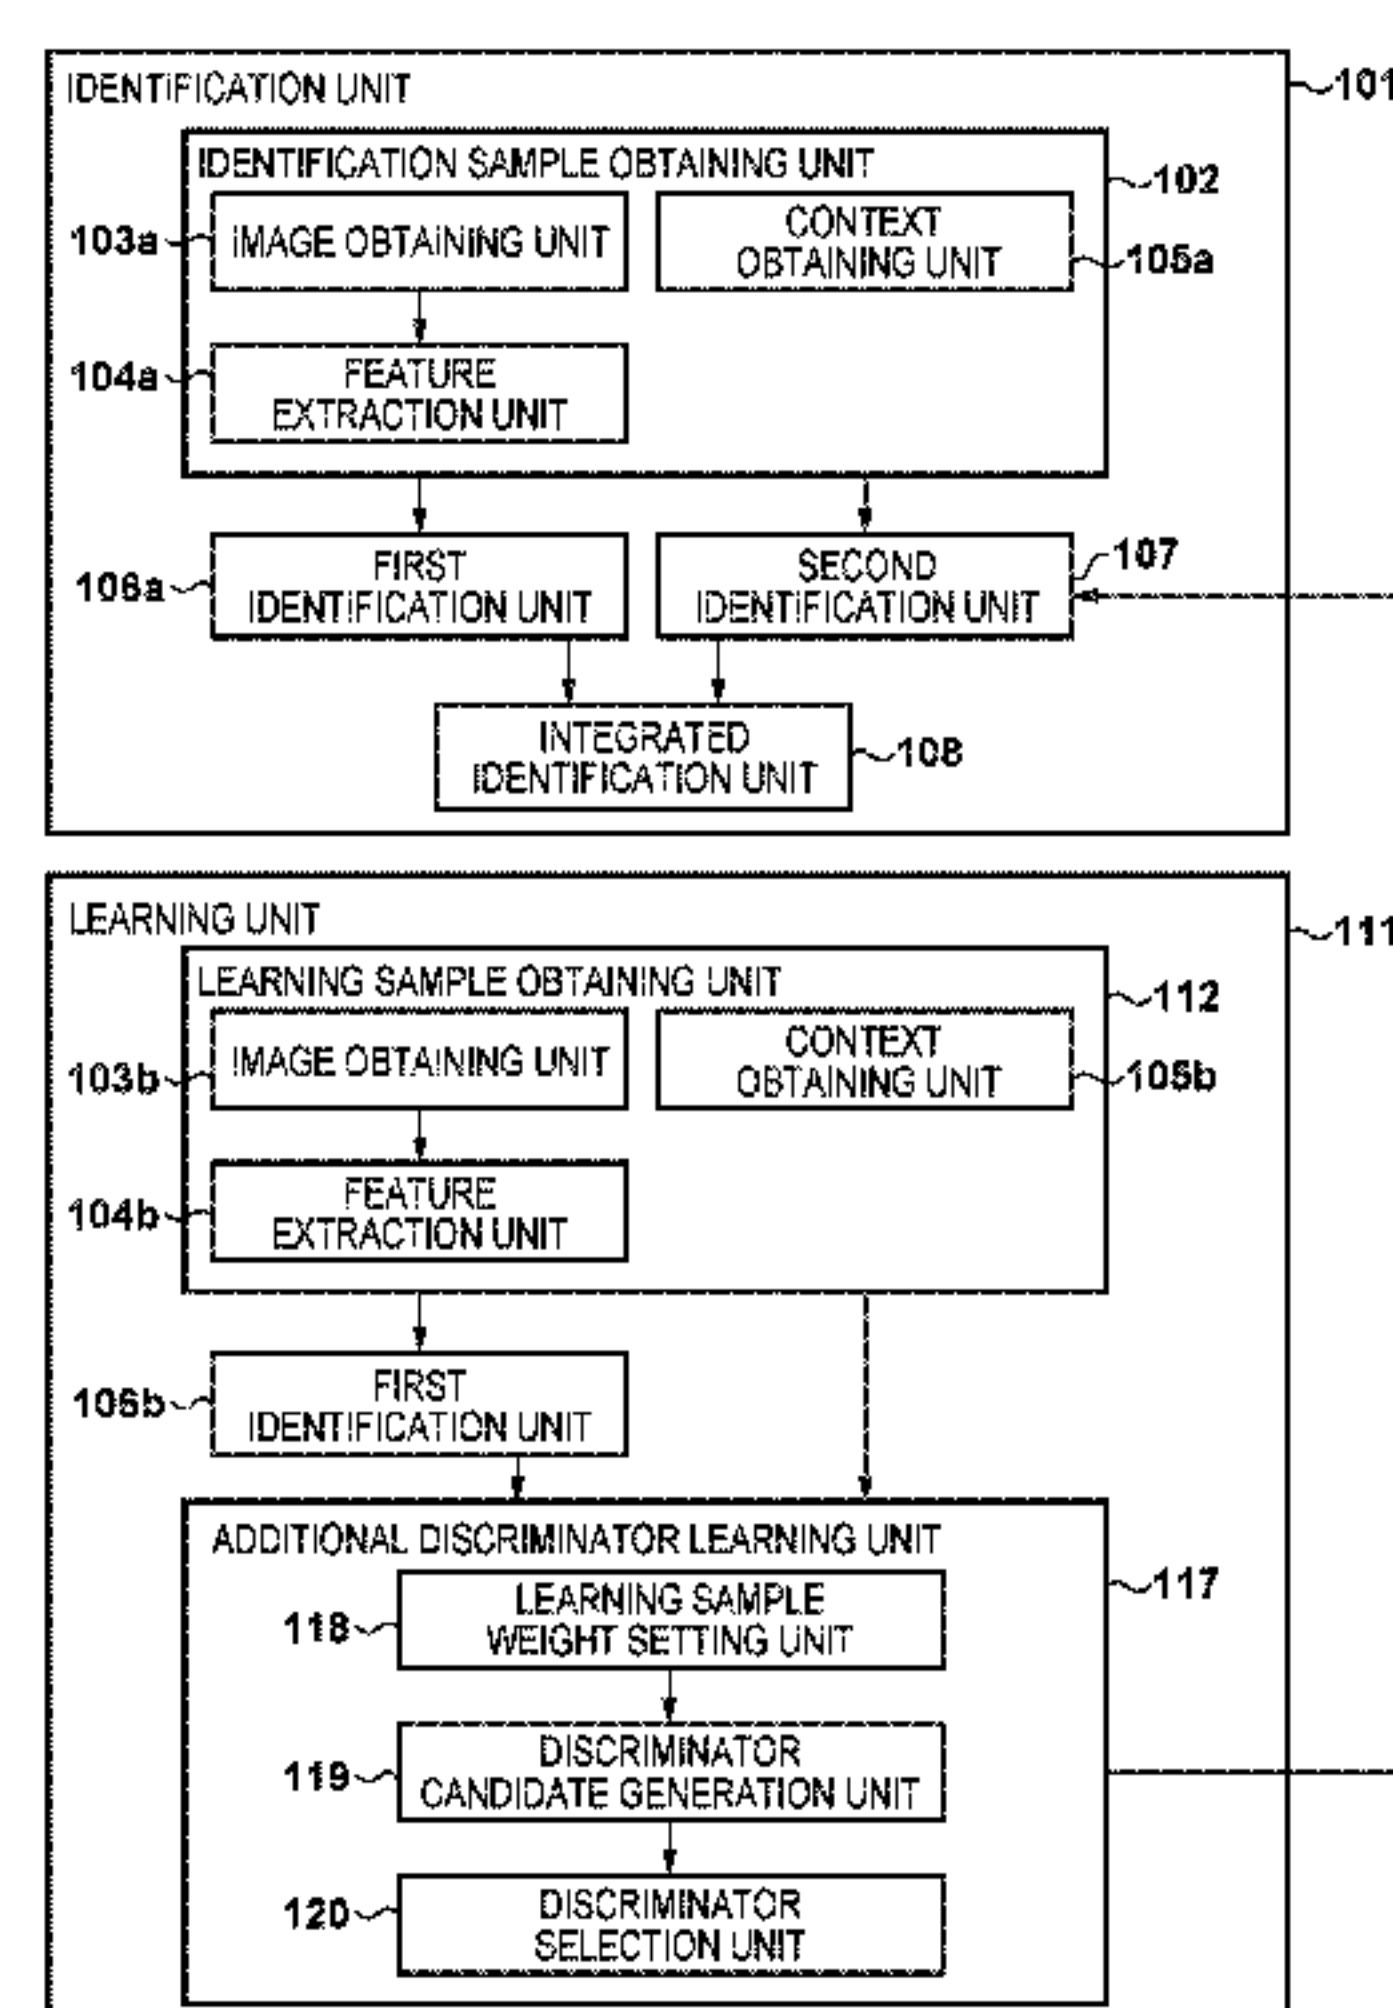 IDENTIFICATION UNIT
101
IDENTIFICATION SAMPLE OBTAINING UNIT
102
103a
IMAGE OBTAINING UNIT
CONTEXT
OBTAINING UNIT
105a
104a
FEATURE
EXTRACTION UNIT
106a
FIRST
IDENTIFICATION UNIT
SECOND
IDENTIFICATION UNIT
107
INTEGRATED
IDENTIFICATION UNIT
108
LEARNING UNIT
111
LEARNING SAMPLE OBTAINING UNIT
112
103b
IMAGE OBTAINING UNIT
CONTEXT
OBTAINING UNIT
105b
104b
FEATURE
EXTRACTION UNIT
106b
FIRST
IDENTIFICATION UNIT
ADDITIONAL DISCRIMINATOR LEARNING UNIT
117
118
LEARNING SAMPLE
WEIGHT SETTING UNIT
119
DISCRIMINATOR
CANDIDATE GENERATION UNIT
120
DISCRIMINATOR
SELECTION UNIT